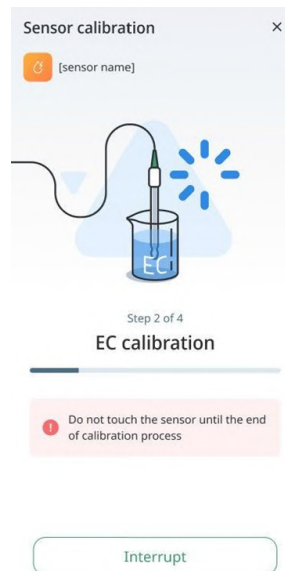 Sensor calibration
[sensor name]
EC
Step 2 of 4
EC calibration
Do not touch the sensor until the end
of calibration process
Interrupt